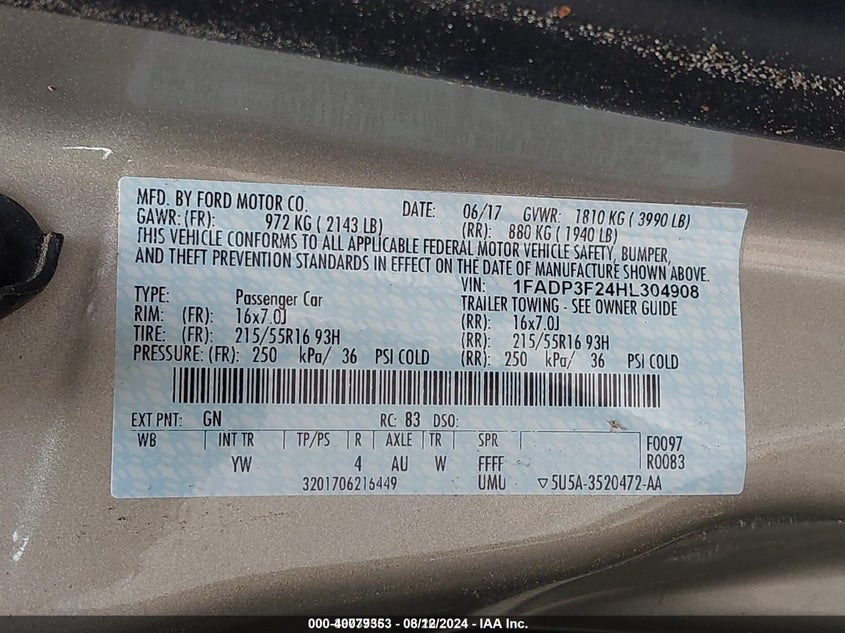 MFD. BY FORD MOTOR CO. DATE: 06/17 GVWR: 1810 KG ( 3990 LB)
GAWR: (FR): 972 KG ( 2143 LB) (RR): 880 KG ( 1940 LB)
THIS VEHICLE CONFORMS TO ALL APPLICABLE FEDERAL MOTOR VEHICLE SAFETY, BUMPER,
AND THEFT PREVENTION STANDARDS IN EFFECT ON THE DATE OF MANUFACTURE SHOWN ABOVE.
VIN: 1FADP3F24HL304908
TYPE: Passenger Car TRAILER TOWING - SEE OWNER GUIDE
RIM: (FR): 16x7.0J (RR): 16x7.0J
TIRE: (FR): 215/55R16 93H (RR): 215/55R16 93H
PRESSURE: (FR): 250 kPa/ 36 PSI COLD (RR): 250 kPa/ 36 PSI COLD
EXT PNT: GN RC: 83 DSO:
WB INT TR TP/PS R AXLE TR SPR F0097
YW 4 AU W FFFF R0083
3201706216449 UMU ▽5U5A-3520472-AA
08/12/2024 - IAA Inc.